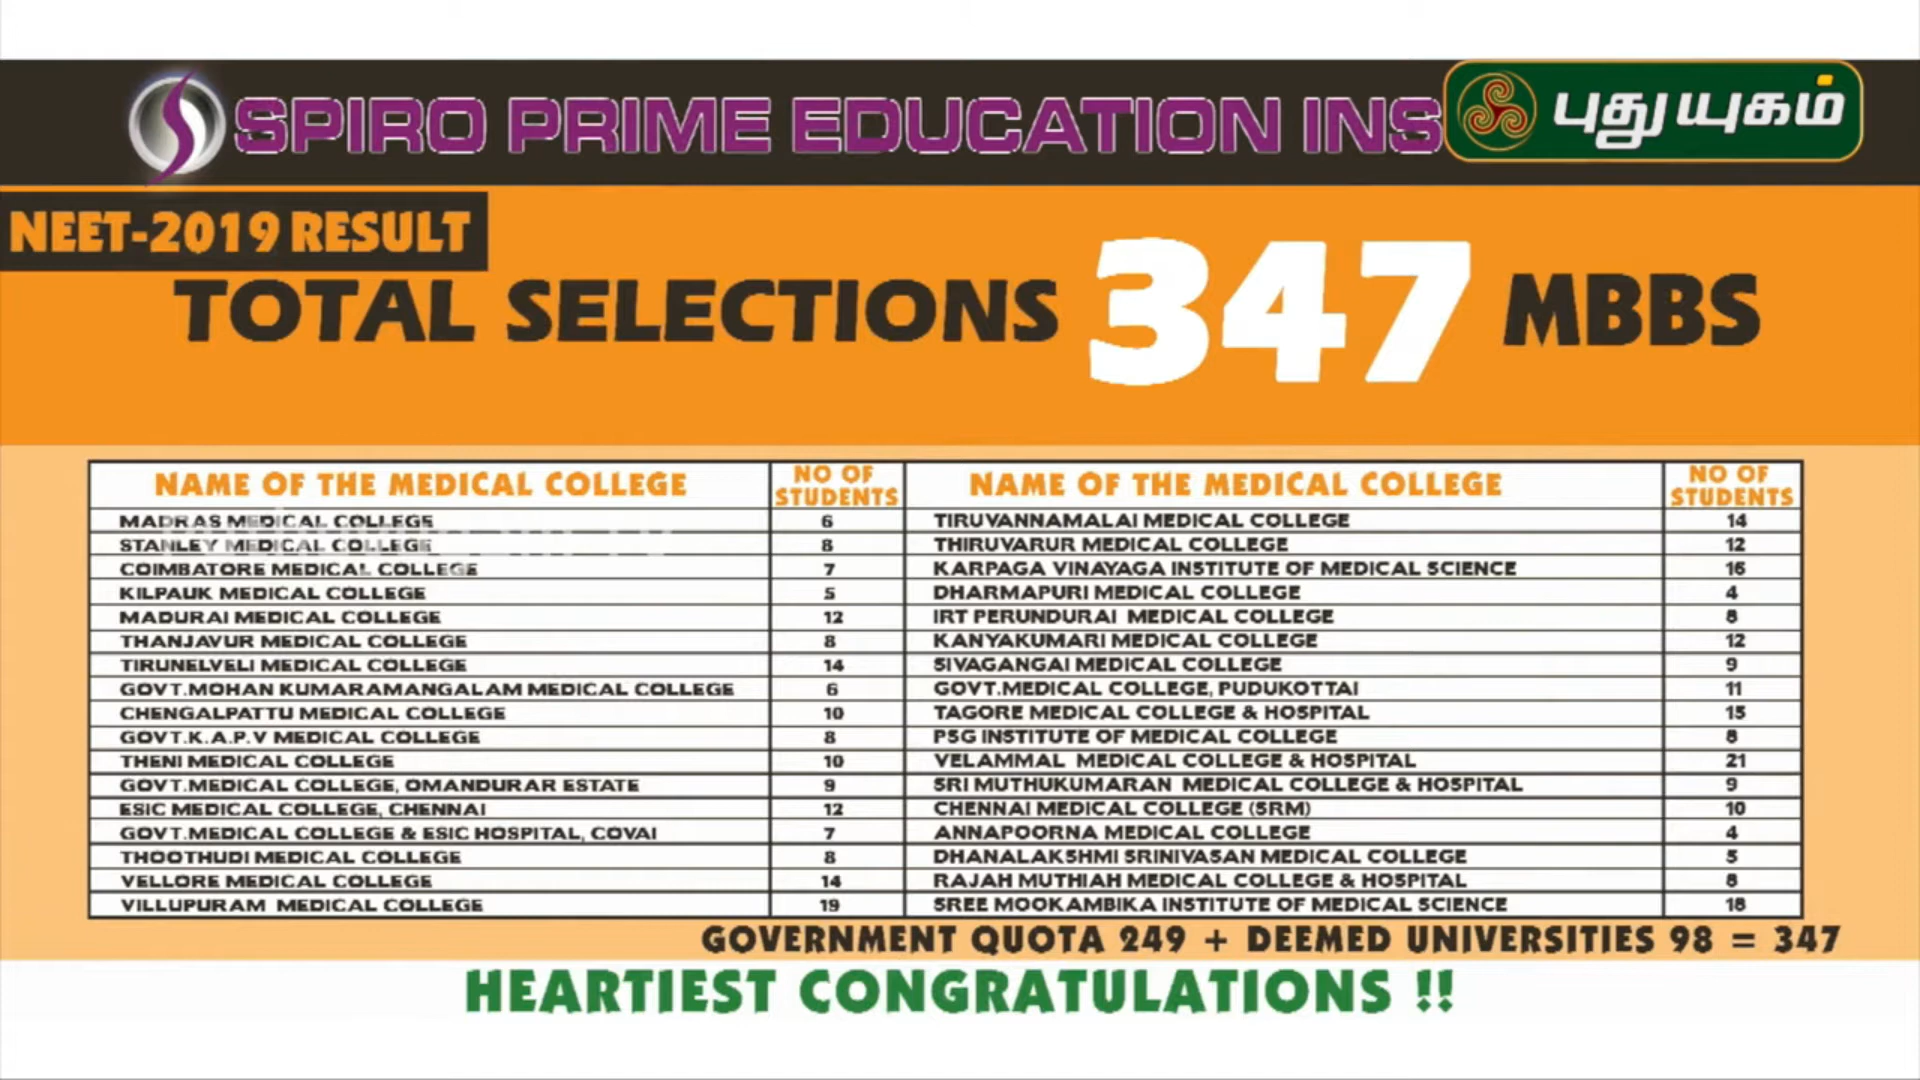 SPIRO PRIME EDUCATION INS
புதுயுகம்
NEET-2019 RESULT
TOTAL SELECTIONS 347 MBBS
NAME OF THE MEDICAL COLLEGE NO OF STUDENTS NAME OF THE MEDICAL COLLEGE NO OF STUDENTS
MADRAS MEDICAL COLLEGE 6 TIRUVANNAMALAI MEDICAL COLLEGE 14
STANLEY MEDICAL COLLEGE 8 THIRUVARUR MEDICAL COLLEGE 12
COIMBATORE MEDICAL COLLEGE 7 KARPAGA VINAYAGA INSTITUTE OF MEDICAL SCIENCE 16
KILPAUK MEDICAL COLLEGE 5 DHARMAPURI MEDICAL COLLEGE 4
MADURAI MEDICAL COLLEGE 12 IRT PERUNDURAI MEDICAL COLLEGE 8
THANJAVUR MEDICAL COLLEGE 8 KANYAKUMARI MEDICAL COLLEGE 12
TIRUNELVELI MEDICAL COLLEGE 14 SIVAGANGAI MEDICAL COLLEGE 9
GOVT.MOHAN KUMARAMANGALAM MEDICAL COLLEGE 6 GOVT.MEDICAL COLLEGE, PUDUKOTTAI 11
CHENGALPATTU MEDICAL COLLEGE 10 TAGORE MEDICAL COLLEGE & HOSPITAL 15
GOVT.K.A.P.V MEDICAL COLLEGE 8 PSG INSTITUTE OF MEDICAL COLLEGE 8
THENI MEDICAL COLLEGE 10 VELAMMAL MEDICAL COLLEGE & HOSPITAL 21
GOVT.MEDICAL COLLEGE, OMANDURAR ESTATE 9 SRI MUTHUKUMARAN MEDICAL COLLEGE & HOSPITAL 9
ESIC MEDICAL COLLEGE, CHENNAI 12 CHENNAI MEDICAL COLLEGE (SRM) 10
GOVT.MEDICAL COLLEGE & ESIC HOSPITAL, COVAI 7 ANNAPOORNA MEDICAL COLLEGE 4
THOOTHUDI MEDICAL COLLEGE 8 DHANALAKSHMI SRINIVASAN MEDICAL COLLEGE 5
VELLORE MEDICAL COLLEGE 14 RAJAH MUTHIAH MEDICAL COLLEGE & HOSPITAL 8
VILLUPURAM MEDICAL COLLEGE 19 SREE MOOKAMBIKA INSTITUTE OF MEDICAL SCIENCE 18
GOVERNMENT QUOTA 249 + DEEMED UNIVERSITIES 98 = 347
HEARTIEST CONGRATULATIONS !!